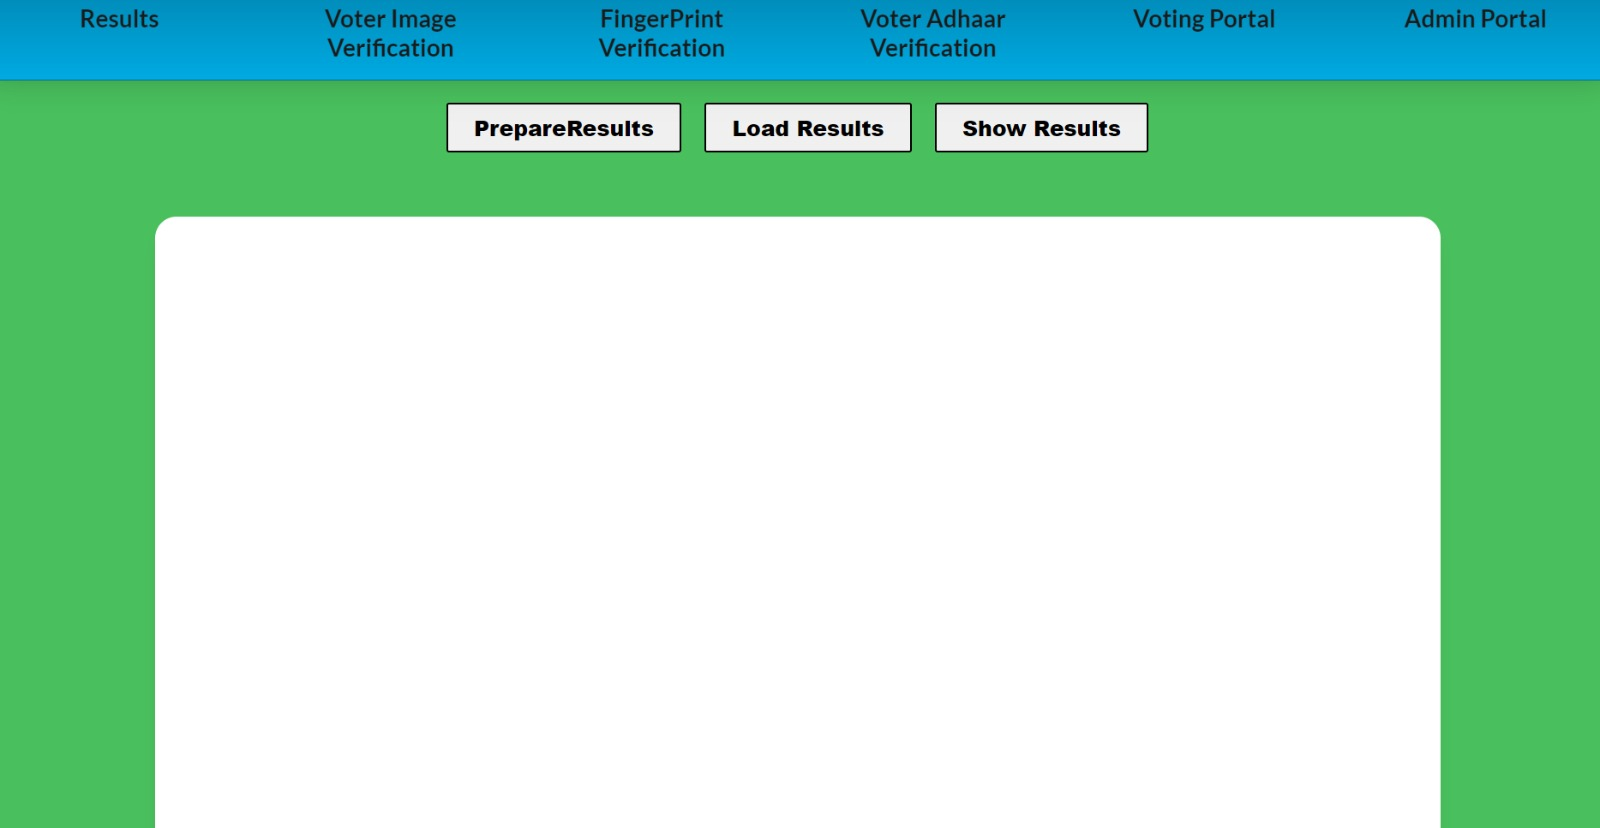 Results
Voter Image
Verification
FingerPrint
Verification
Voter Adhaar
Verification
Voting Portal
Admin Portal
PrepareResults
Load Results
Show Results